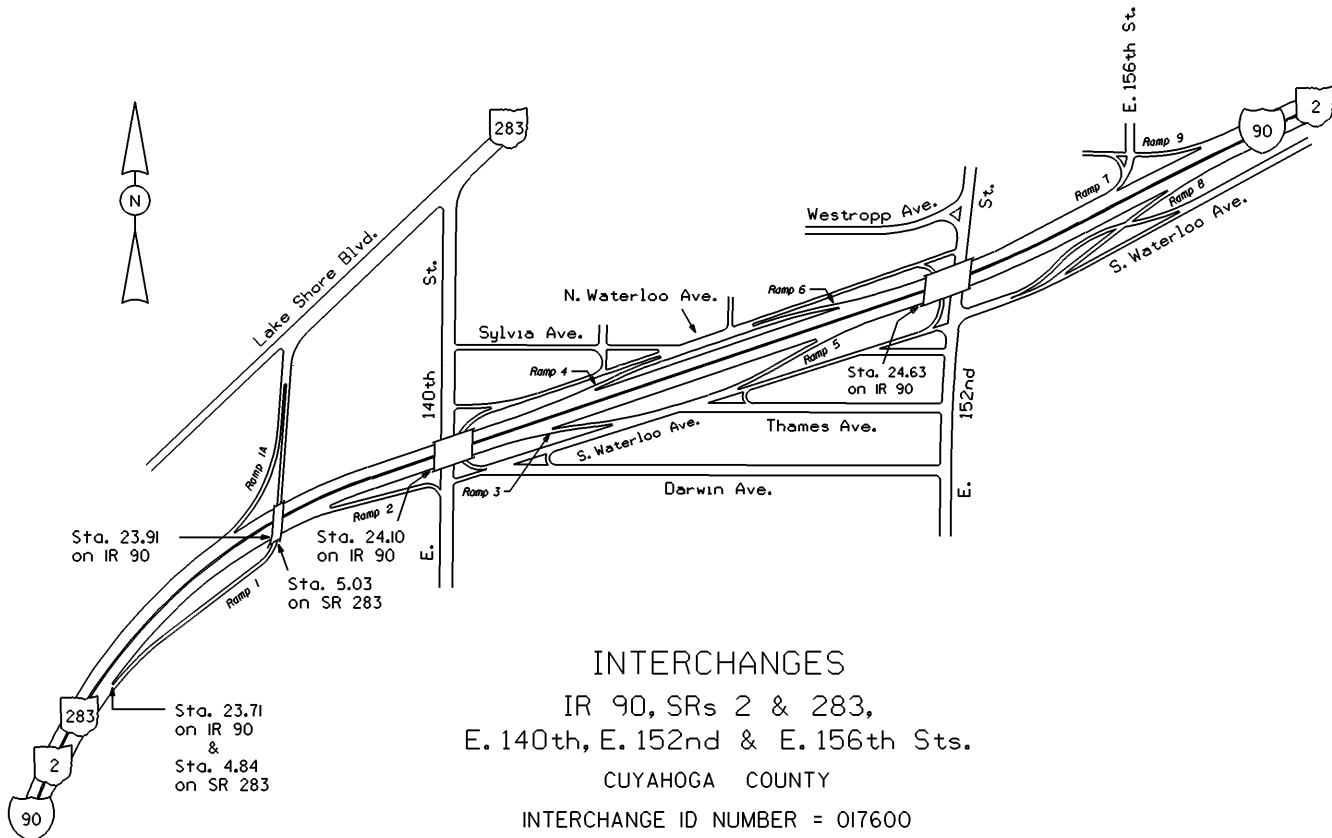 E. 156th St.
2
90
283
N
Ramp 9
Ramp 7
Ramp 8
St.
Westropp Ave.
S. Waterloo Ave.
Lake Shore Blvd.
St.
N. Waterloo Ave.
Ramp 6
Sylvia Ave.
Ramp 4
Ramp 5
Sta. 24.63
on IR 90
140th
152nd
Thames Ave.
S. Waterloo Ave.
Ramp 1A
Ramp 3
Darwin Ave.
Ramp 2
E.
Sta. 23.91
on IR 90
Sta. 24.10
on IR 90
E.
Sta. 5.03
on SR 283
Ramp 1
INTERCHANGES
IR 90, SRs 2 & 283,
E. 140th, E. 152nd & E. 156th Sts.
CUYAHOGA COUNTY
INTERCHANGE ID NUMBER = 017600
283
Sta. 23.71
on IR 90
&
Sta. 4.84
on SR 283
2
90